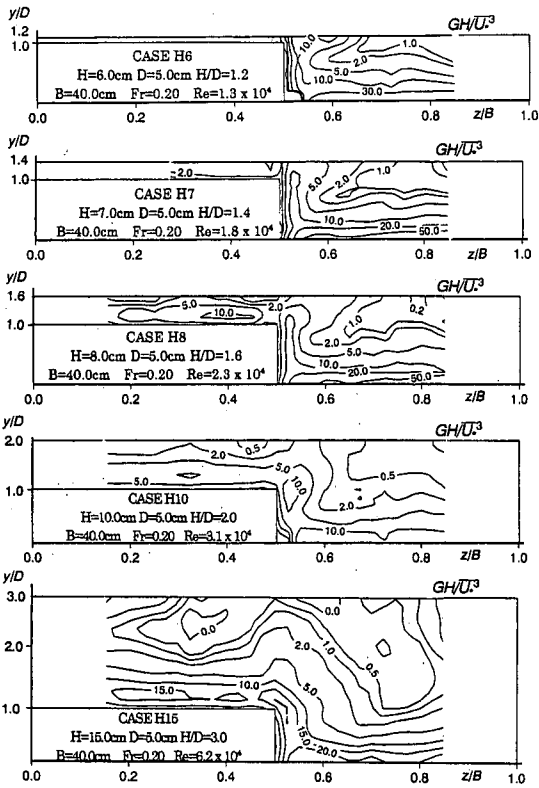 y/D GH/U̅*³
1.2
1.0
10.0 1.0
CASE H6 2.0
H=6.0cm D=5.0cm H/D=1.2 5.0
10.0
B=40.0cm Fr=0.20 Re=1.3 x 10⁴ 30.0
0.0 0.2 0.4 0.6 0.8 1.0
z/B
y/D GH/U̅*³
1.4
2.0 5.0 2.0 1.0
1.0
CASE H7
H=7.0cm D=5.0cm H/D=1.4 10.0
B=40.0cm Fr=0.20 Re=1.8 x 10⁴ 20.0 50.0
0.0 0.2 0.4 0.6 0.8 z/B 1.0
y/D GH/U̅*³
1.6
5.0 2.0 0.2
10.0 1.0
1.0
CASE H8 2.0
H=8.0cm D=5.0cm H/D=1.6 5.0
10.0
B=40.0cm Fr=0.20 Re=2.3 x 10⁴ 20.0 50.0
0.0 0.2 0.4 0.6 0.8 z/B 1.0
y/D GH/U̅*³
2.0
2.0 0.5
5.0 0.5
10.0
1.0 5.0
CASE H10 2.0
H=10.0cm D=5.0cm H/D=2.0
B=40.0cm Fr=0.20 Re=3.1 x 10⁴ 10.0
0.0 0.2 0.4 0.6 0.8 z/B 1.0
y/D GH/U̅*³
3.0
0.0
0.0
2.0 2.0 1.0
0.5
15.0 10.0 5.0
1.0
CASE H15
H=15.0cm D=5.0cm H/D=3.0 15.0
B=40.0cm Fr=0.20 Re=6.2 x 10⁴ 20.0
0.0 0.2 0.4 0.6 0.8 z/B 1.0